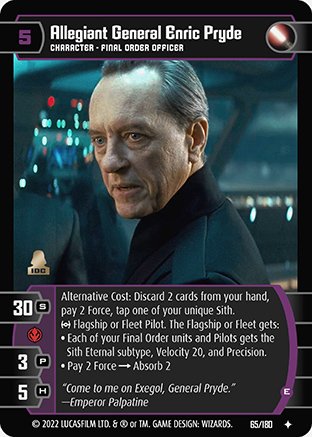 5
Allegiant General Enric Pryde
CHARACTER - FINAL ORDER OFFICER
IDC
30 S
3 P
5 H
Alternative Cost: Discard 2 cards from your hand,
pay 2 Force, tap one of your unique Sith.
Flagship or Fleet Pilot. The Flagship or Fleet gets:
• Each of your Final Order units and Pilots gets the
Sith Eternal subtype, Velocity 20, and Precision.
• Pay 2 Force → Absorb 2
E
“Come to me on Exegol, General Pryde.”
—Emperor Palpatine
© 2022 LUCASFILM LTD. & ® or TM. GAME DESIGN: WIZARDS.
65/180